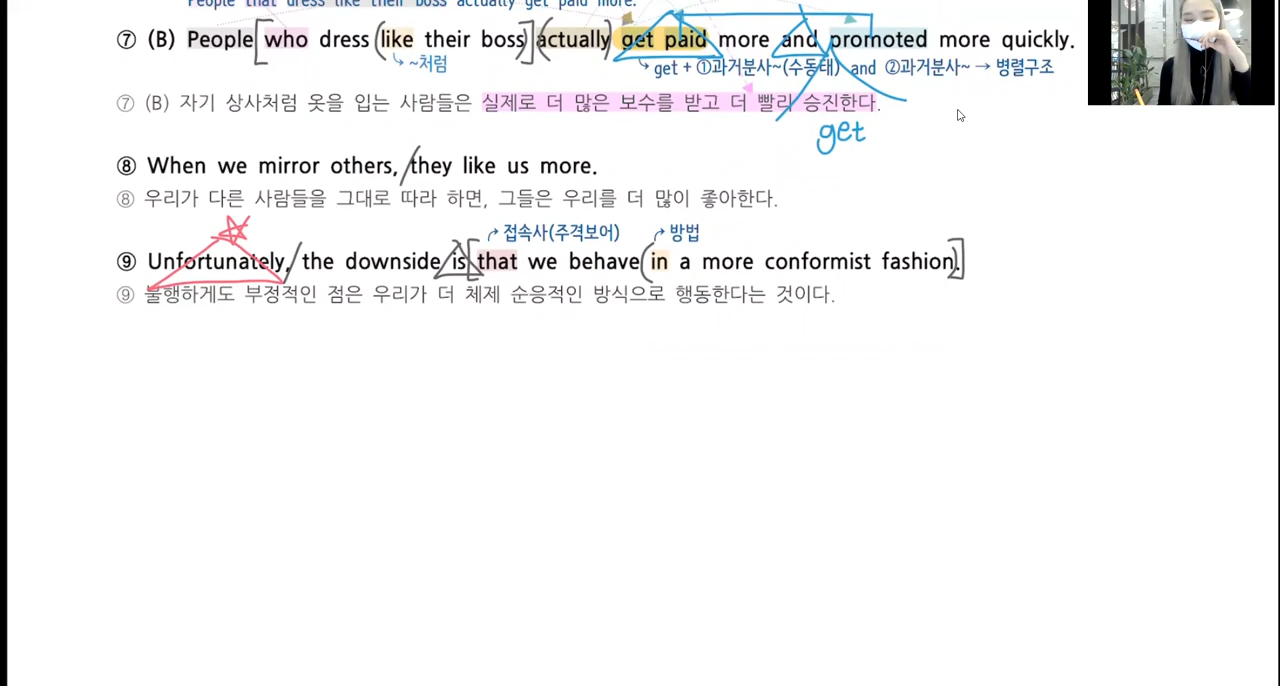 People that dress like their boss actually get paid more.
⑦ (B) People [who dress (like their boss)] (actually) get paid more and promoted more quickly.
↳ ~처럼
↳ get + ①과거분사~(수동태) and ②과거분사~ → 병렬구조
⑦ (B) 자기 상사처럼 옷을 입는 사람들은 실제로 더 많은 보수를 받고 더 빨리 승진한다.
get
⑧ When we mirror others, / they like us more.
⑧ 우리가 다른 사람들을 그대로 따라 하면, 그들은 우리를 더 많이 좋아한다.
접속사(주격보어) 방법
⑨ Unfortunately, / the downside is [that we behave (in a more conformist fashion.)]
⑨ 불행하게도 부정적인 점은 우리가 더 체제 순응적인 방식으로 행동한다는 것이다.